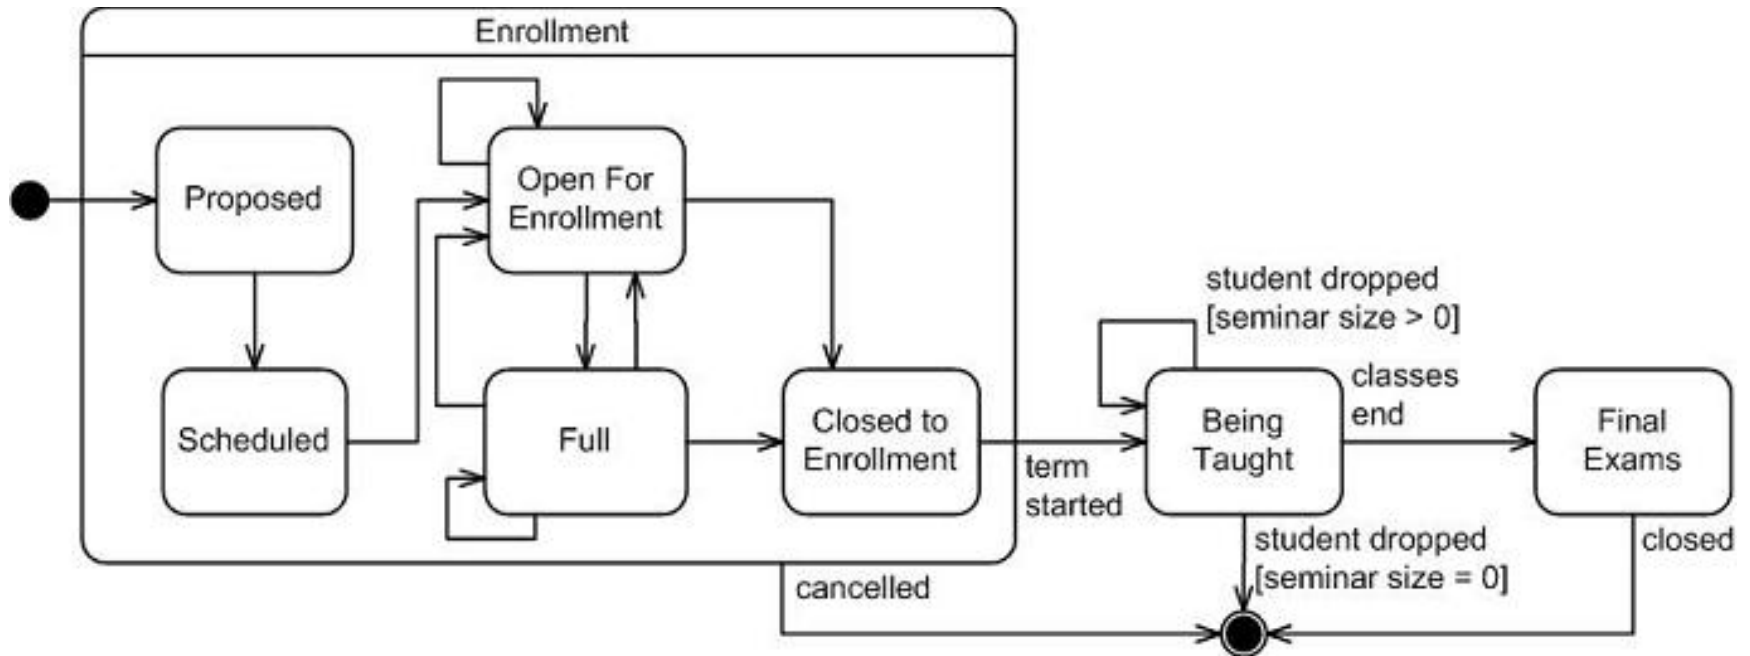 Enrollment
Proposed
Open For
Enrollment
Scheduled
Full
Closed to
Enrollment
term
started
student dropped
[seminar size > 0]
Being
Taught
classes
end
Final
Exams
cancelled
student dropped
[seminar size = 0]
closed